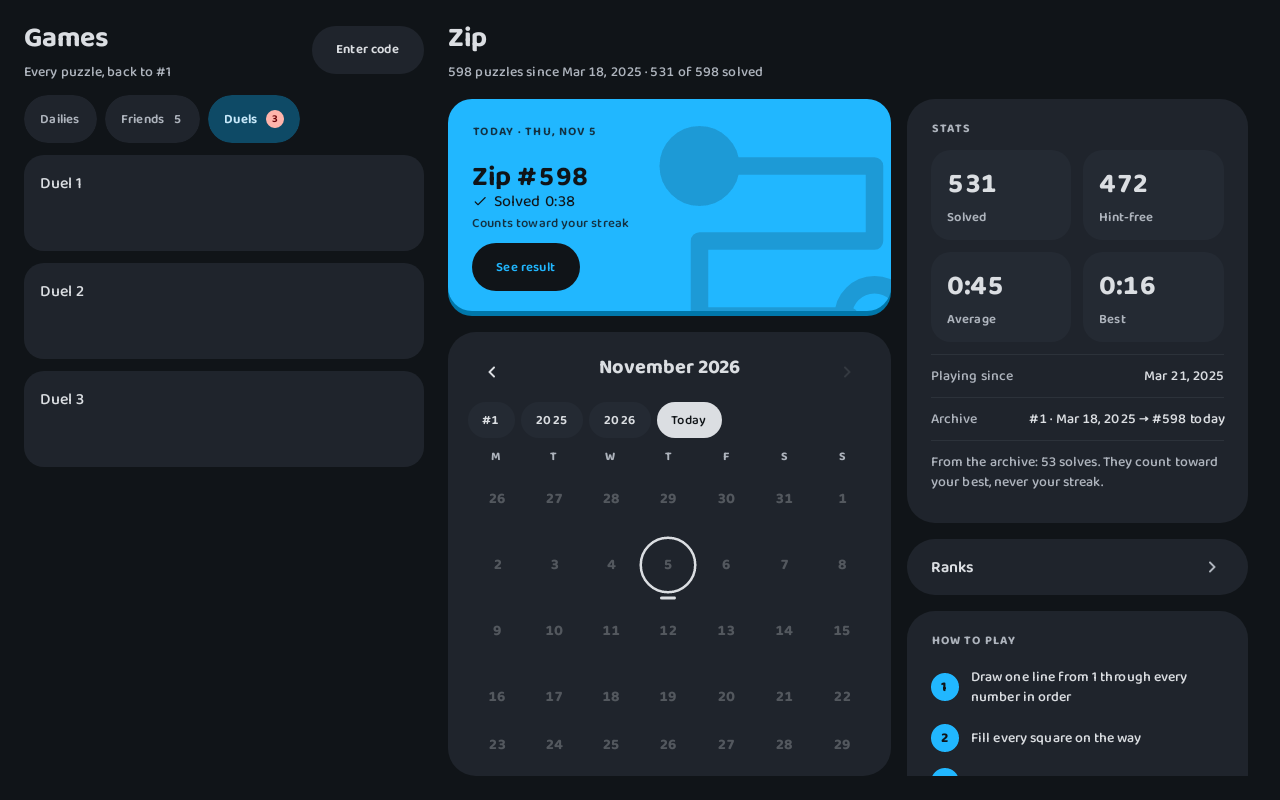 Games
Every puzzle, back to #1
Enter code
Dailies
Friends 5
Duels 3
Duel 1
Duel 2
Duel 3
Zip
598 puzzles since Mar 18, 2025 · 531 of 598 solved
TODAY · THU, NOV 5
Zip #598
Solved 0:38
Counts toward your streak
See result
November 2026
#1 2025 2026 Today
M T W T F S S
26 27 28 29 30 31 1
2 3 4 5 6 7 8
9 10 11 12 13 14 15
16 17 18 19 20 21 22
23 24 25 26 27 28 29
STATS
531
Solved
472
Hint-free
0:45
Average
0:16
Best
Playing since Mar 21, 2025
Archive #1 · Mar 18, 2025 → #598 today
From the archive: 53 solves. They count toward
your best, never your streak.
Ranks
HOW TO PLAY
1 Draw one line from 1 through every
number in order
2 Fill every square on the way